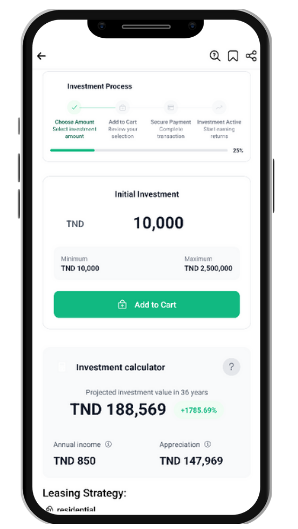 Investment Process
Choose Amount Add to Cart Secure Payment Investment Active
Select investment Review your Complete Start earning
amount selection transaction returns
25%
Initial Investment
TND 10,000
Minimum Maximum
TND 10,000 TND 2,500,000
Add to Cart
Investment calculator ?
Projected investment value in 36 years
TND 188,569 +1785.69%
Annual income Appreciation
TND 850 TND 147,969
Leasing Strategy:
residential